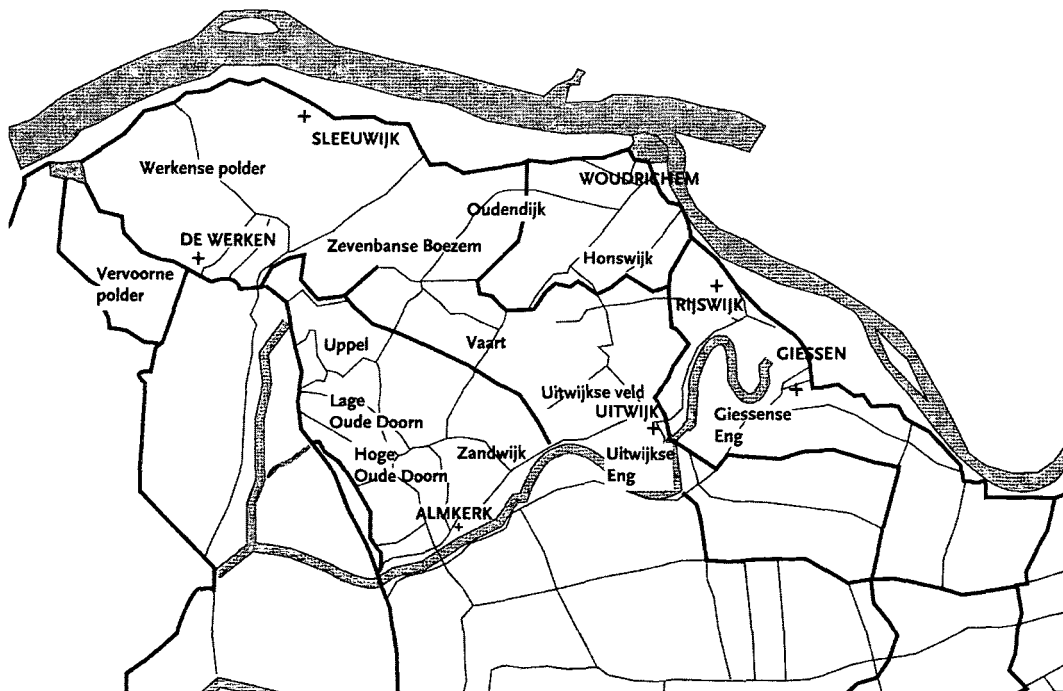 SLEEUWIJK
Werkense polder
WOUDRICHEM
Oudendijk
DE WERKEN
Zevenbanse Boezem
Honswijk
Vervoorne
polder
RIJSWIJK
Uppel
Vaart
GIESSEN
Uitwijkse veld
Lage
Oude Doorn
UITWIJK
Giessense
Eng
Hoge
Oude Doorn
Zandwijk
Uitwijkse
Eng
ALMKERK